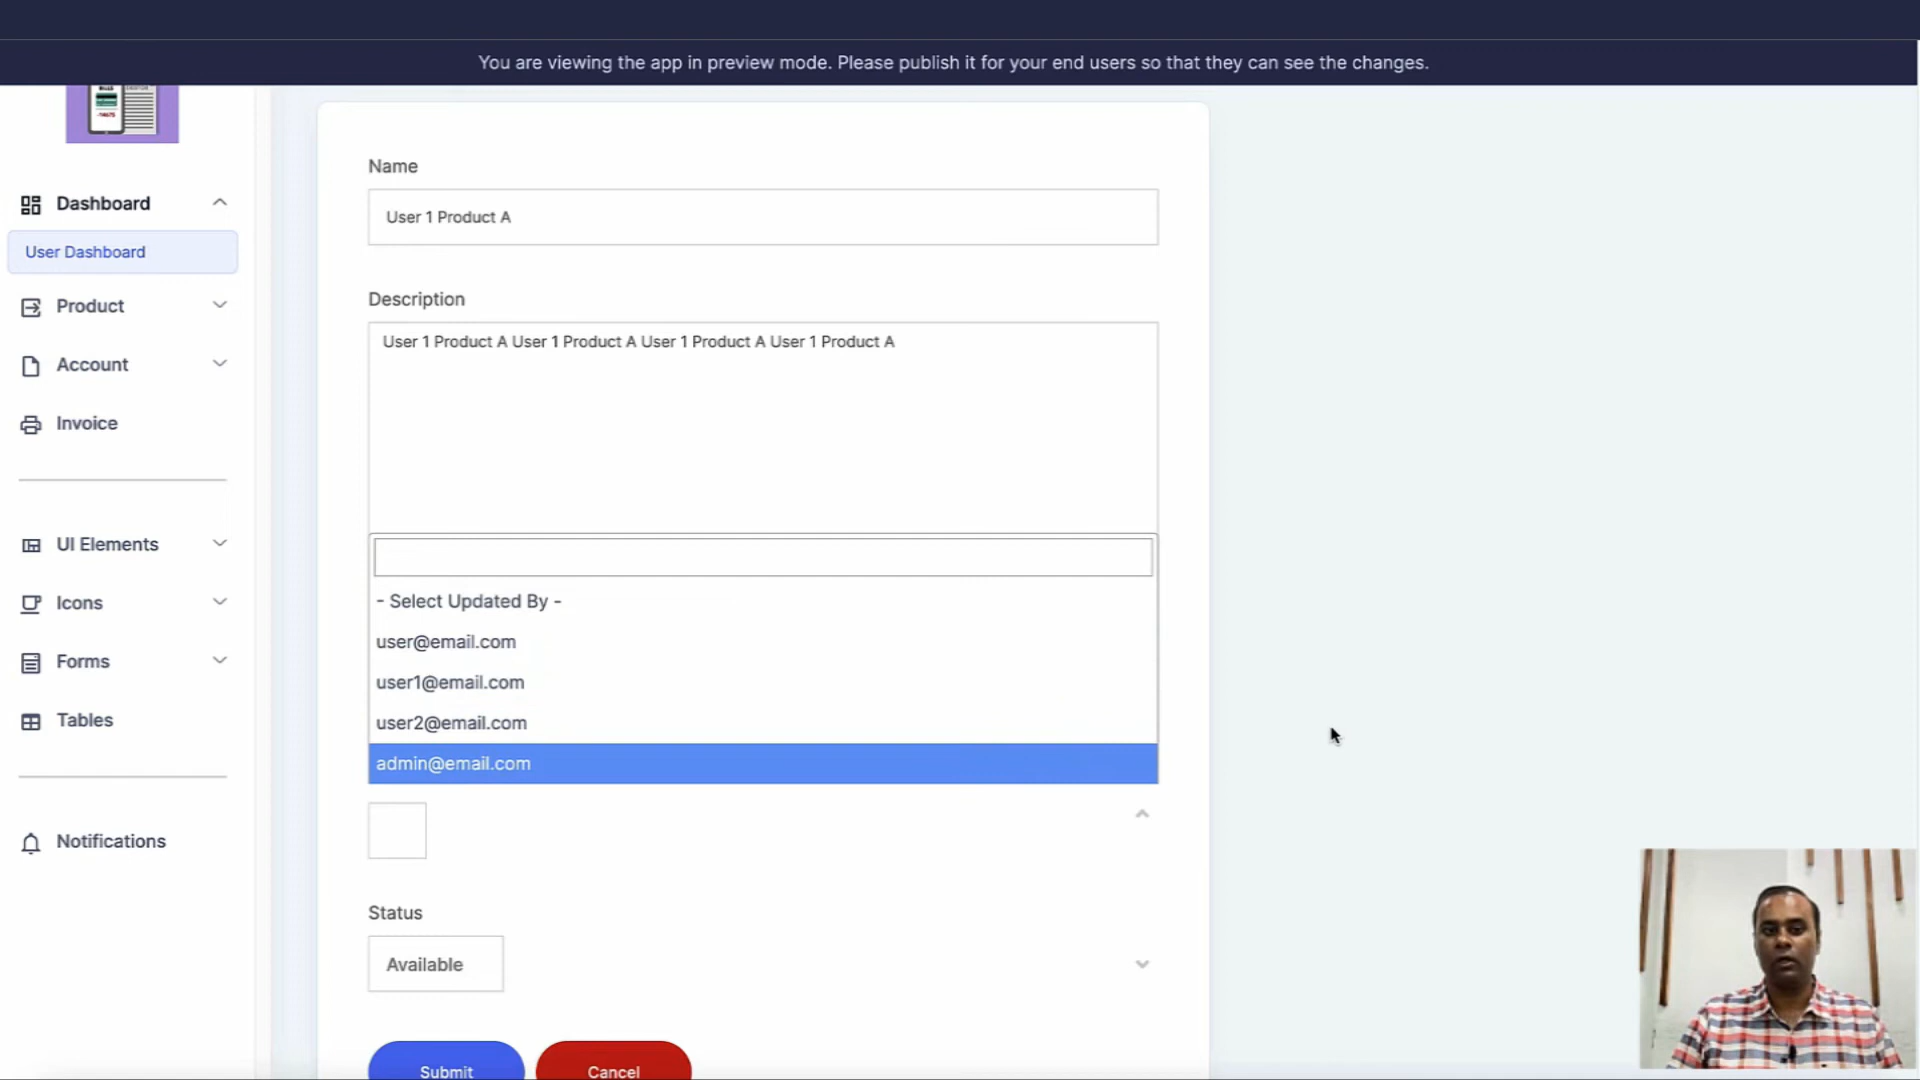 You are viewing the app in preview mode. Please publish it for your end users so that they can see the changes.
Dashboard
User Dashboard
Product
Account
Invoice
UI Elements
Icons
Forms
Tables
Notifications
Name
User 1 Product A
Description
User 1 Product A User 1 Product A User 1 Product A User 1 Product A
- Select Updated By -
user@email.com
user1@email.com
user2@email.com
admin@email.com
Status
Available
Submit
Cancel